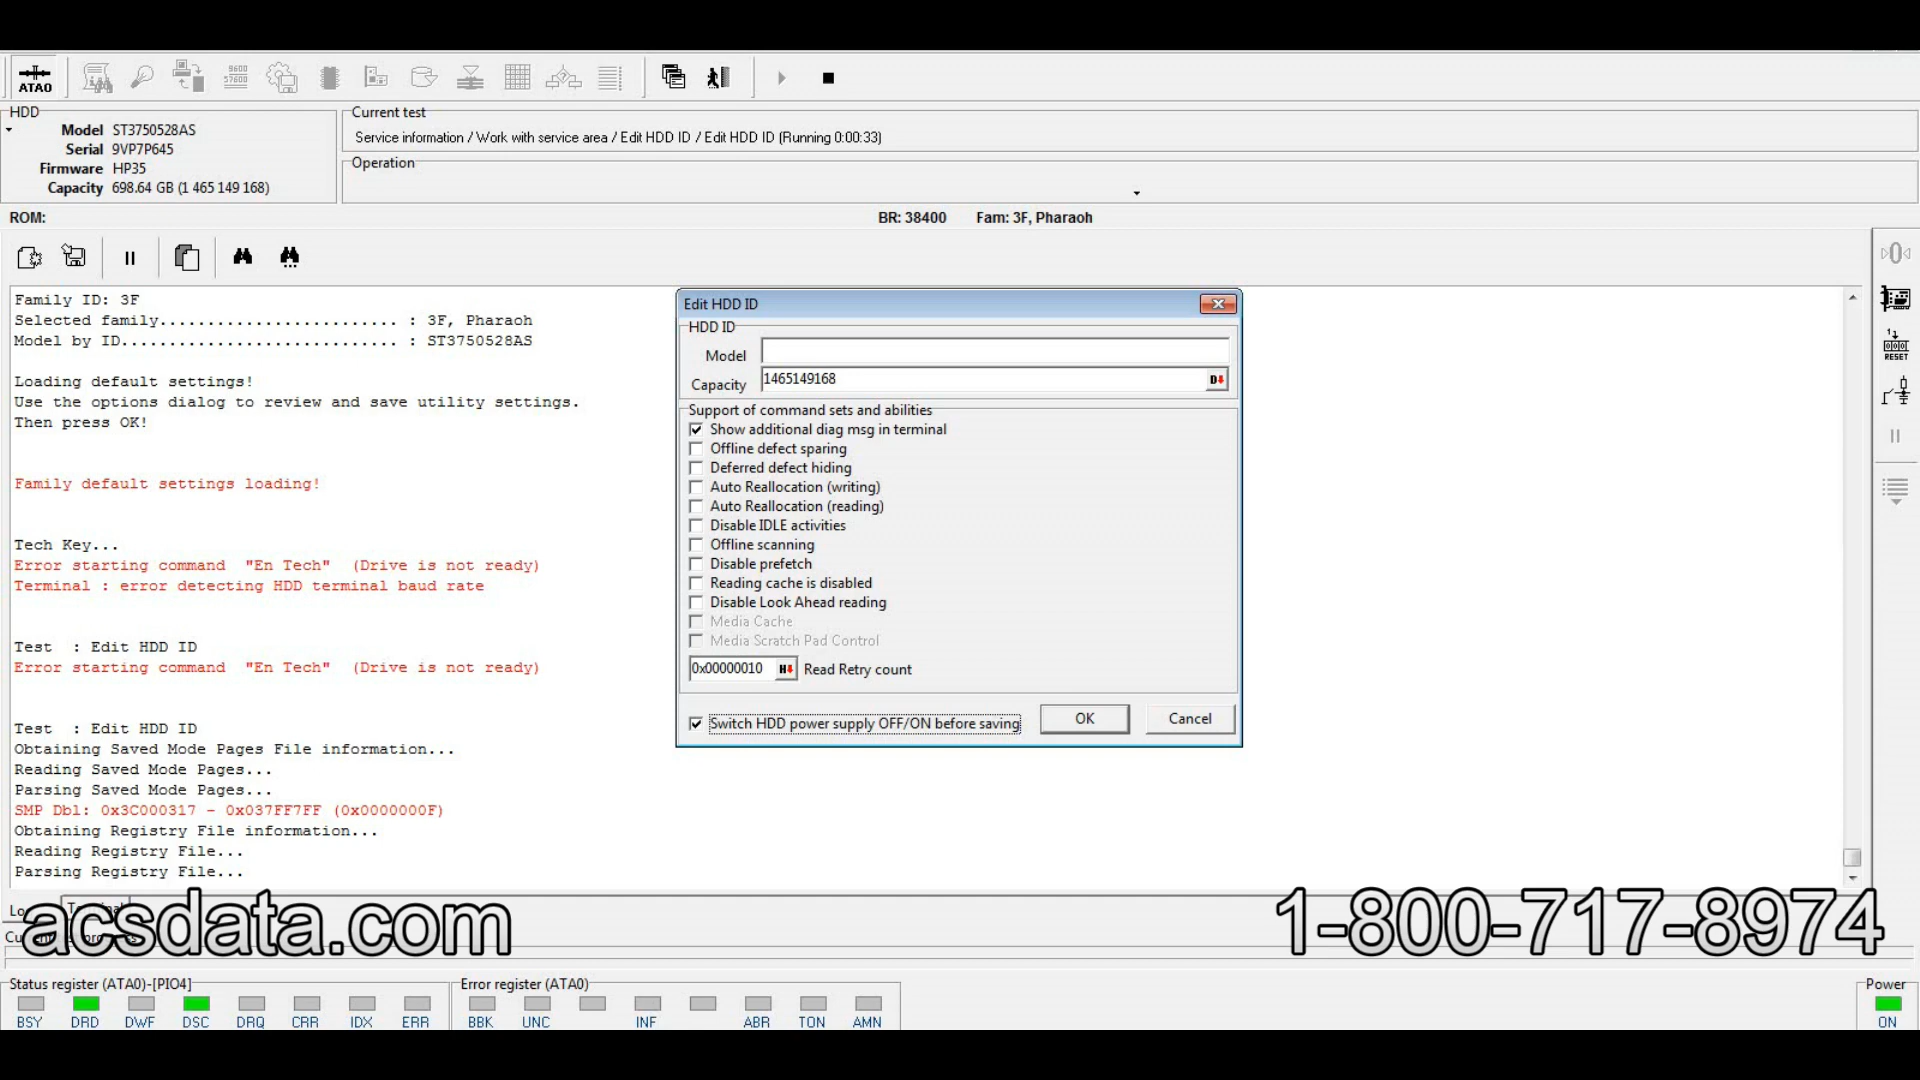 ATA0
9600
57600
HDD
Model ST3750528AS
Serial 9VP7P645
Firmware HP35
Capacity 698.64 GB (1 465 149 168)
Current test
Service information / Work with service area / Edit HDD ID / Edit HDD ID (Running 0:00:33)
Operation
ROM:
BR: 38400
Fam: 3F, Pharaoh
Family ID: 3F
Selected family......................... : 3F, Pharaoh
Model by ID............................. : ST3750528AS
Loading default settings!
Use the options dialog to review and save utility settings.
Then press OK!
Family default settings loading!
Tech Key...
Error starting command "En Tech" (Drive is not ready)
Terminal : error detecting HDD terminal baud rate
Test : Edit HDD ID
Error starting command "En Tech" (Drive is not ready)
Test : Edit HDD ID
Obtaining Saved Mode Pages File information...
Reading Saved Mode Pages...
Parsing Saved Mode Pages...
SMP Dbl: 0x3C000317 - 0x037FF7FF (0x0000000F)
Obtaining Registry File information...
Reading Registry File...
Parsing Registry File...
Edit HDD ID
HDD ID
Model
Capacity 1465149168
D
Support of command sets and abilities
Show additional diag msg in terminal
Offline defect sparing
Deferred defect hiding
Auto Reallocation (writing)
Auto Reallocation (reading)
Disable IDLE activities
Offline scanning
Disable prefetch
Reading cache is disabled
Disable Look Ahead reading
Media Cache
Media Scratch Pad Control
0x00000010 H Read Retry count
Switch HDD power supply OFF/ON before saving
OK
Cancel
RESET
acsdata.com
1-800-717-8974
Status register (ATA0)-[PIO4]
BSY DRD DWF DSC DRQ CRR IDX ERR
Error register (ATA0)
BBK UNC INF ABR TON AMN
Power
ON